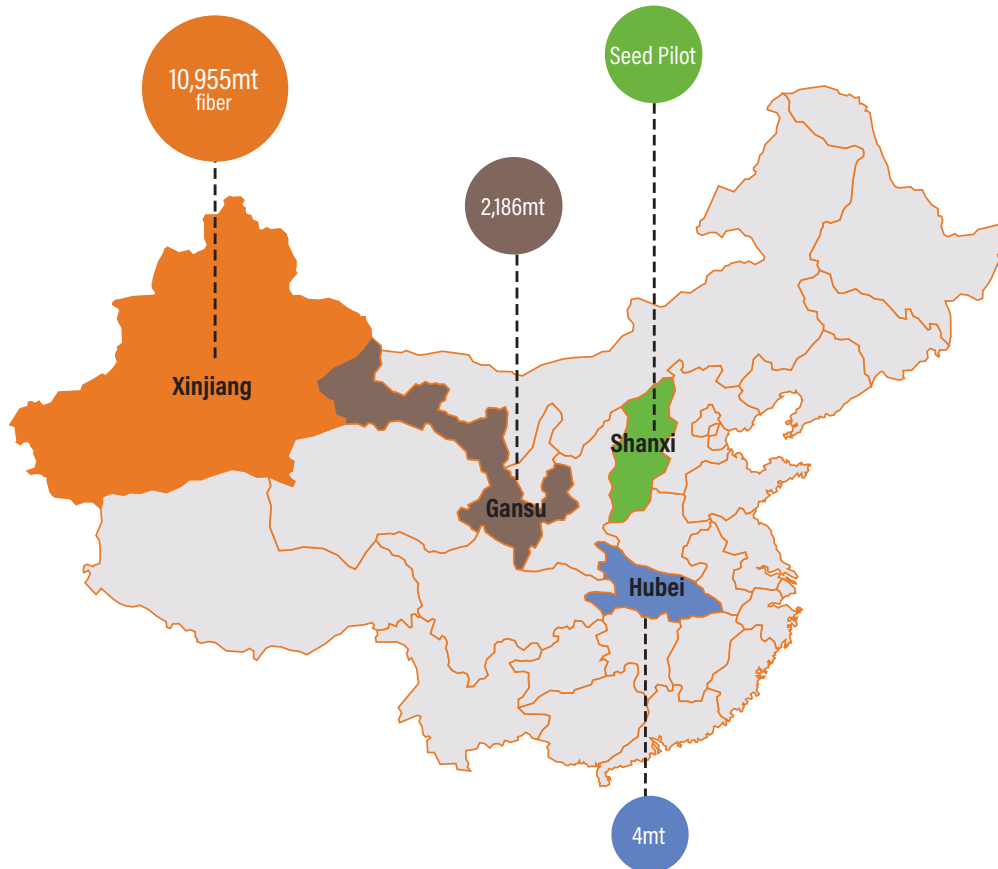 Seed Pilot
10,955mt
fiber
2,186mt
Xinjiang
Shanxi
Gansu
Hubei
4mt